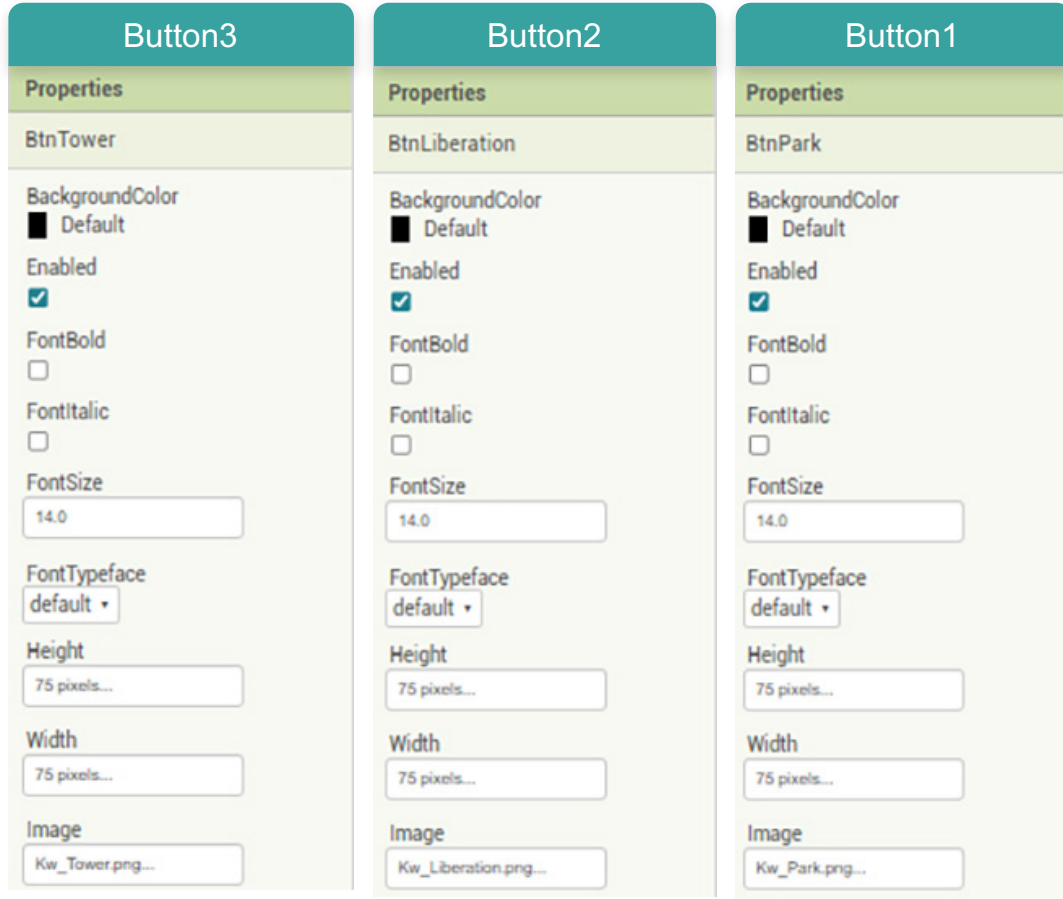 Button3
Properties
BtnTower
BackgroundColor
Default
Enabled
FontBold
FontItalic
FontSize
14.0
FontTypeface
default
Height
75 pixels...
Width
75 pixels...
Image
Kw_Tower.png...
Button2
Properties
BtnLiberation
BackgroundColor
Default
Enabled
FontBold
FontItalic
FontSize
14.0
FontTypeface
default
Height
75 pixels...
Width
75 pixels...
Image
Kw_Liberation.png...
Button1
Properties
BtnPark
BackgroundColor
Default
Enabled
FontBold
FontItalic
FontSize
14.0
FontTypeface
default
Height
75 pixels...
Width
75 pixels...
Image
Kw_Park.png...